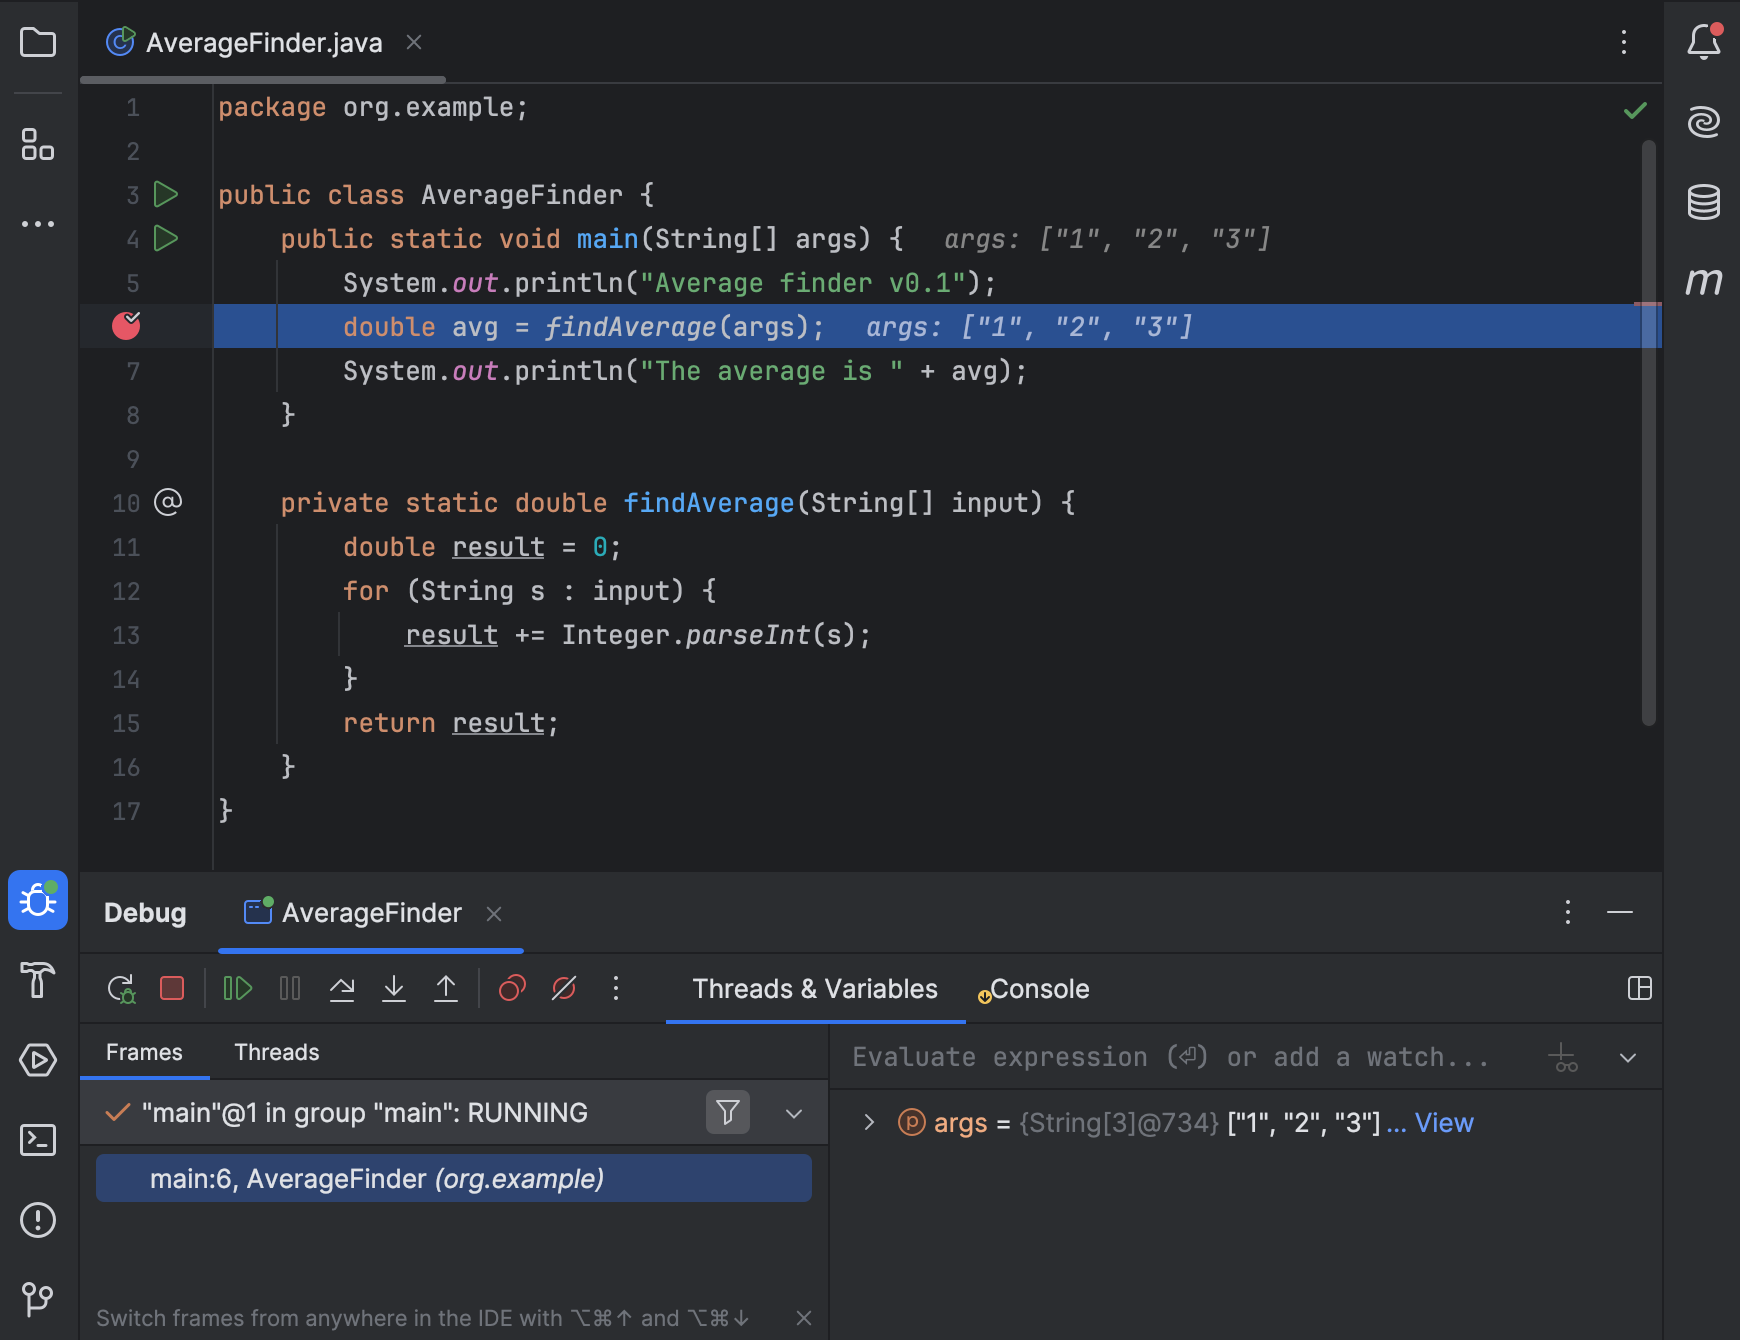 AverageFinder.java
1 package org.example;
2
3 public class AverageFinder {
4 public static void main(String[] args) { args: ["1", "2", "3"]
5 System.out.println("Average finder v0.1");
double avg = findAverage(args); args: ["1", "2", "3"]
7 System.out.println("The average is " + avg);
8 }
9
10 @ private static double findAverage(String[] input) {
11 double result = 0;
12 for (String s : input) {
13 result += Integer.parseInt(s);
14 }
15 return result;
16 }
17 }
m
Debug AverageFinder
Threads & Variables Console
Frames Threads
Evaluate expression (⏎) or add a watch...
"main"@1 in group "main": RUNNING
args = {String[3]@734} ["1", "2", "3"] ... View
main:6, AverageFinder (org.example)
Switch frames from anywhere in the IDE with ⌥⌘↑ and ⌥⌘↓